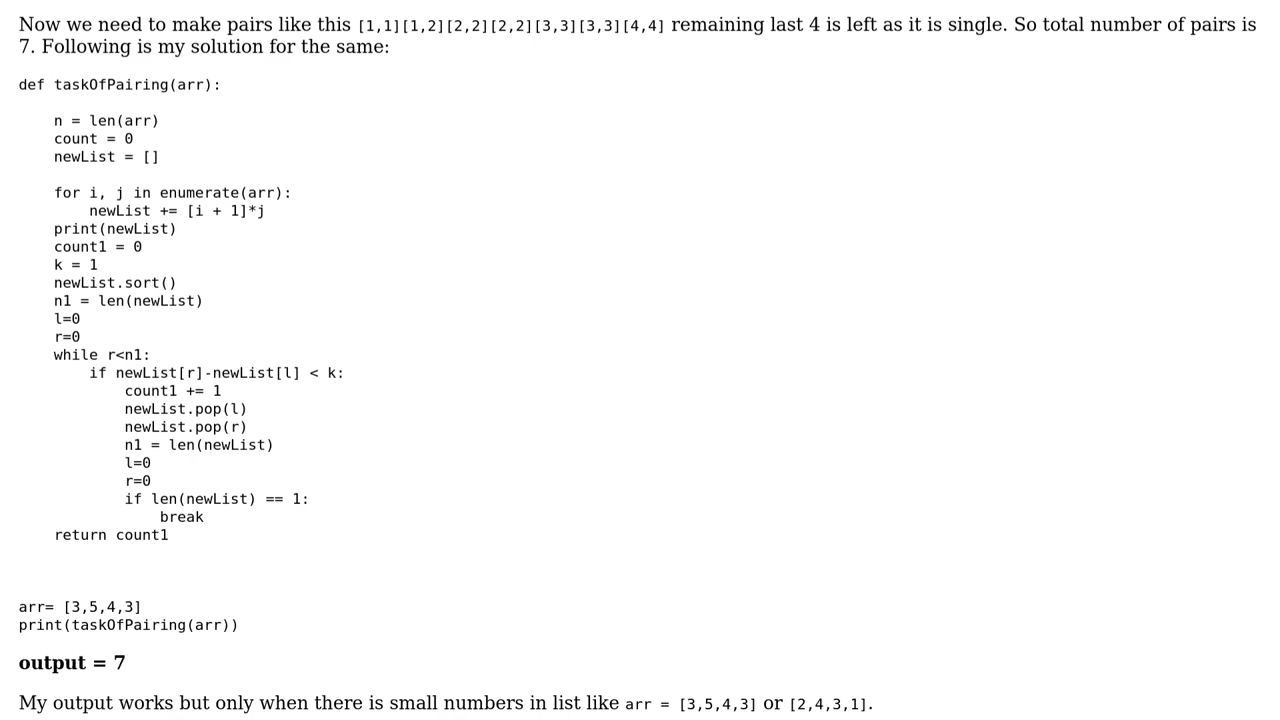 Now we need to make pairs like this [1,1][1,2][2,2][2,2][3,3][3,3][4,4] remaining last 4 is left as it is single. So total number of pairs is
7. Following is my solution for the same:
def taskOfPairing(arr):
    n = len(arr)
    count = 0
    newList = []
    for i, j in enumerate(arr):
        newList += [i + 1]*j
    print(newList)
    count1 = 0
    k = 1
    newList.sort()
    n1 = len(newList)
    l=0
    r=0
    while r<n1:
        if newList[r]-newList[l] < k:
            count1 += 1
            newList.pop(l)
            newList.pop(r)
            n1 = len(newList)
            l=0
            r=0
            if len(newList) == 1:
                break
    return count1
arr= [3,5,4,3]
print(taskOfPairing(arr))
output = 7
My output works but only when there is small numbers in list like arr = [3,5,4,3] or [2,4,3,1].